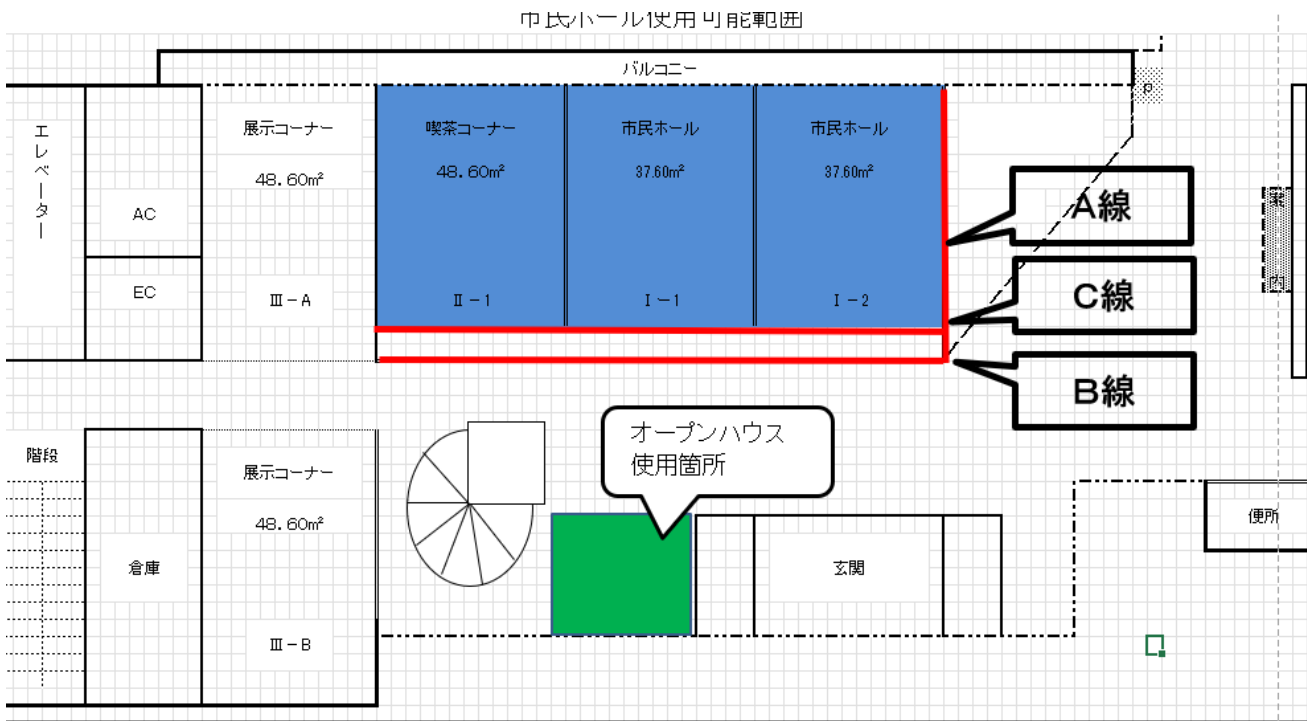 市民ホール使用可能範囲
バルコニー
P
エレベーター
展示コーナー
48.60㎡
喫茶コーナー
48.60㎡
市民ホール
37.60㎡
市民ホール
37.60㎡
AC
EC
Ⅲ－A
Ⅱ－1
Ⅰ－1
Ⅰ－2
A線
C線
B線
案内
オープンハウス
使用箇所
階段
倉庫
展示コーナー
48.60㎡
Ⅲ－B
玄関
便所